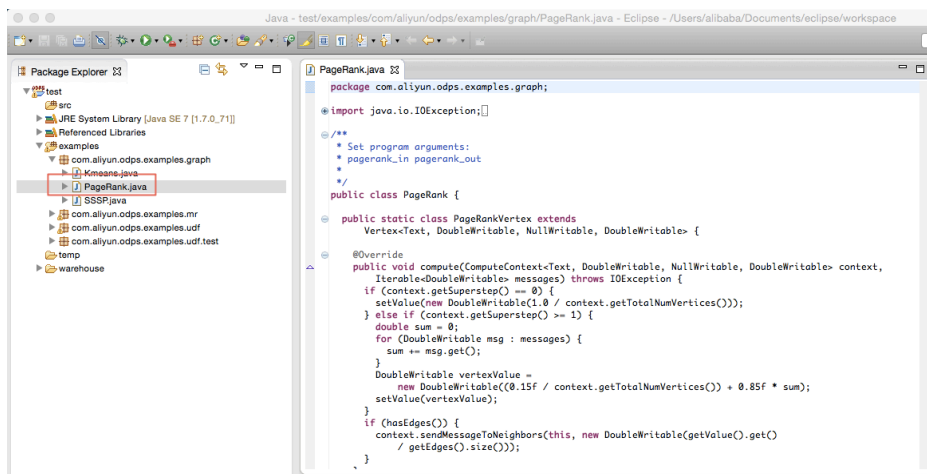 Java - test/examples/com/aliyun/odps/examples/graph/PageRank.java - Eclipse - /Users/alibaba/Documents/eclipse/workspace
Package Explorer
test
src
JRE System Library [Java SE 7 [1.7.0_71]]
Referenced Libraries
examples
com.aliyun.odps.examples.graph
Kmeans.java
PageRank.java
SSSP.java
com.aliyun.odps.examples.mr
com.aliyun.odps.examples.udf
com.aliyun.odps.examples.udf.test
temp
warehouse
PageRank.java
package com.aliyun.odps.examples.graph;
import java.io.IOException;
/**
* Set program arguments:
* pagerank_in pagerank_out
*
*/
public class PageRank {
public static class PageRankVertex extends
Vertex<Text, DoubleWritable, NullWritable, DoubleWritable> {
@Override
public void compute(ComputeContext<Text, DoubleWritable, NullWritable, DoubleWritable> context,
Iterable<DoubleWritable> messages) throws IOException {
if (context.getSuperstep() == 0) {
setValue(new DoubleWritable(1.0 / context.getTotalNumVertices()));
} else if (context.getSuperstep() >= 1) {
double sum = 0;
for (DoubleWritable msg : messages) {
sum += msg.get();
}
DoubleWritable vertexValue =
new DoubleWritable((0.15f / context.getTotalNumVertices()) + 0.85f * sum);
setValue(vertexValue);
}
if (hasEdges()) {
context.sendMessageToNeighbors(this, new DoubleWritable(getValue().get()
/ getEdges().size()));
}